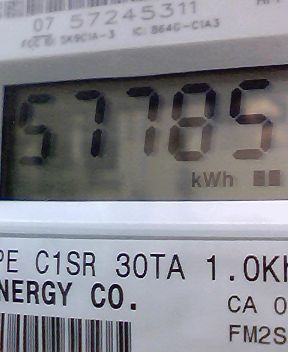 07 57245311
FCC ID: SK9C1A-3 IC: 864G-C1A3
57785
kWh
PE C1SR 30TA 1.0Kh
NERGY CO.
CA 0
FM2S